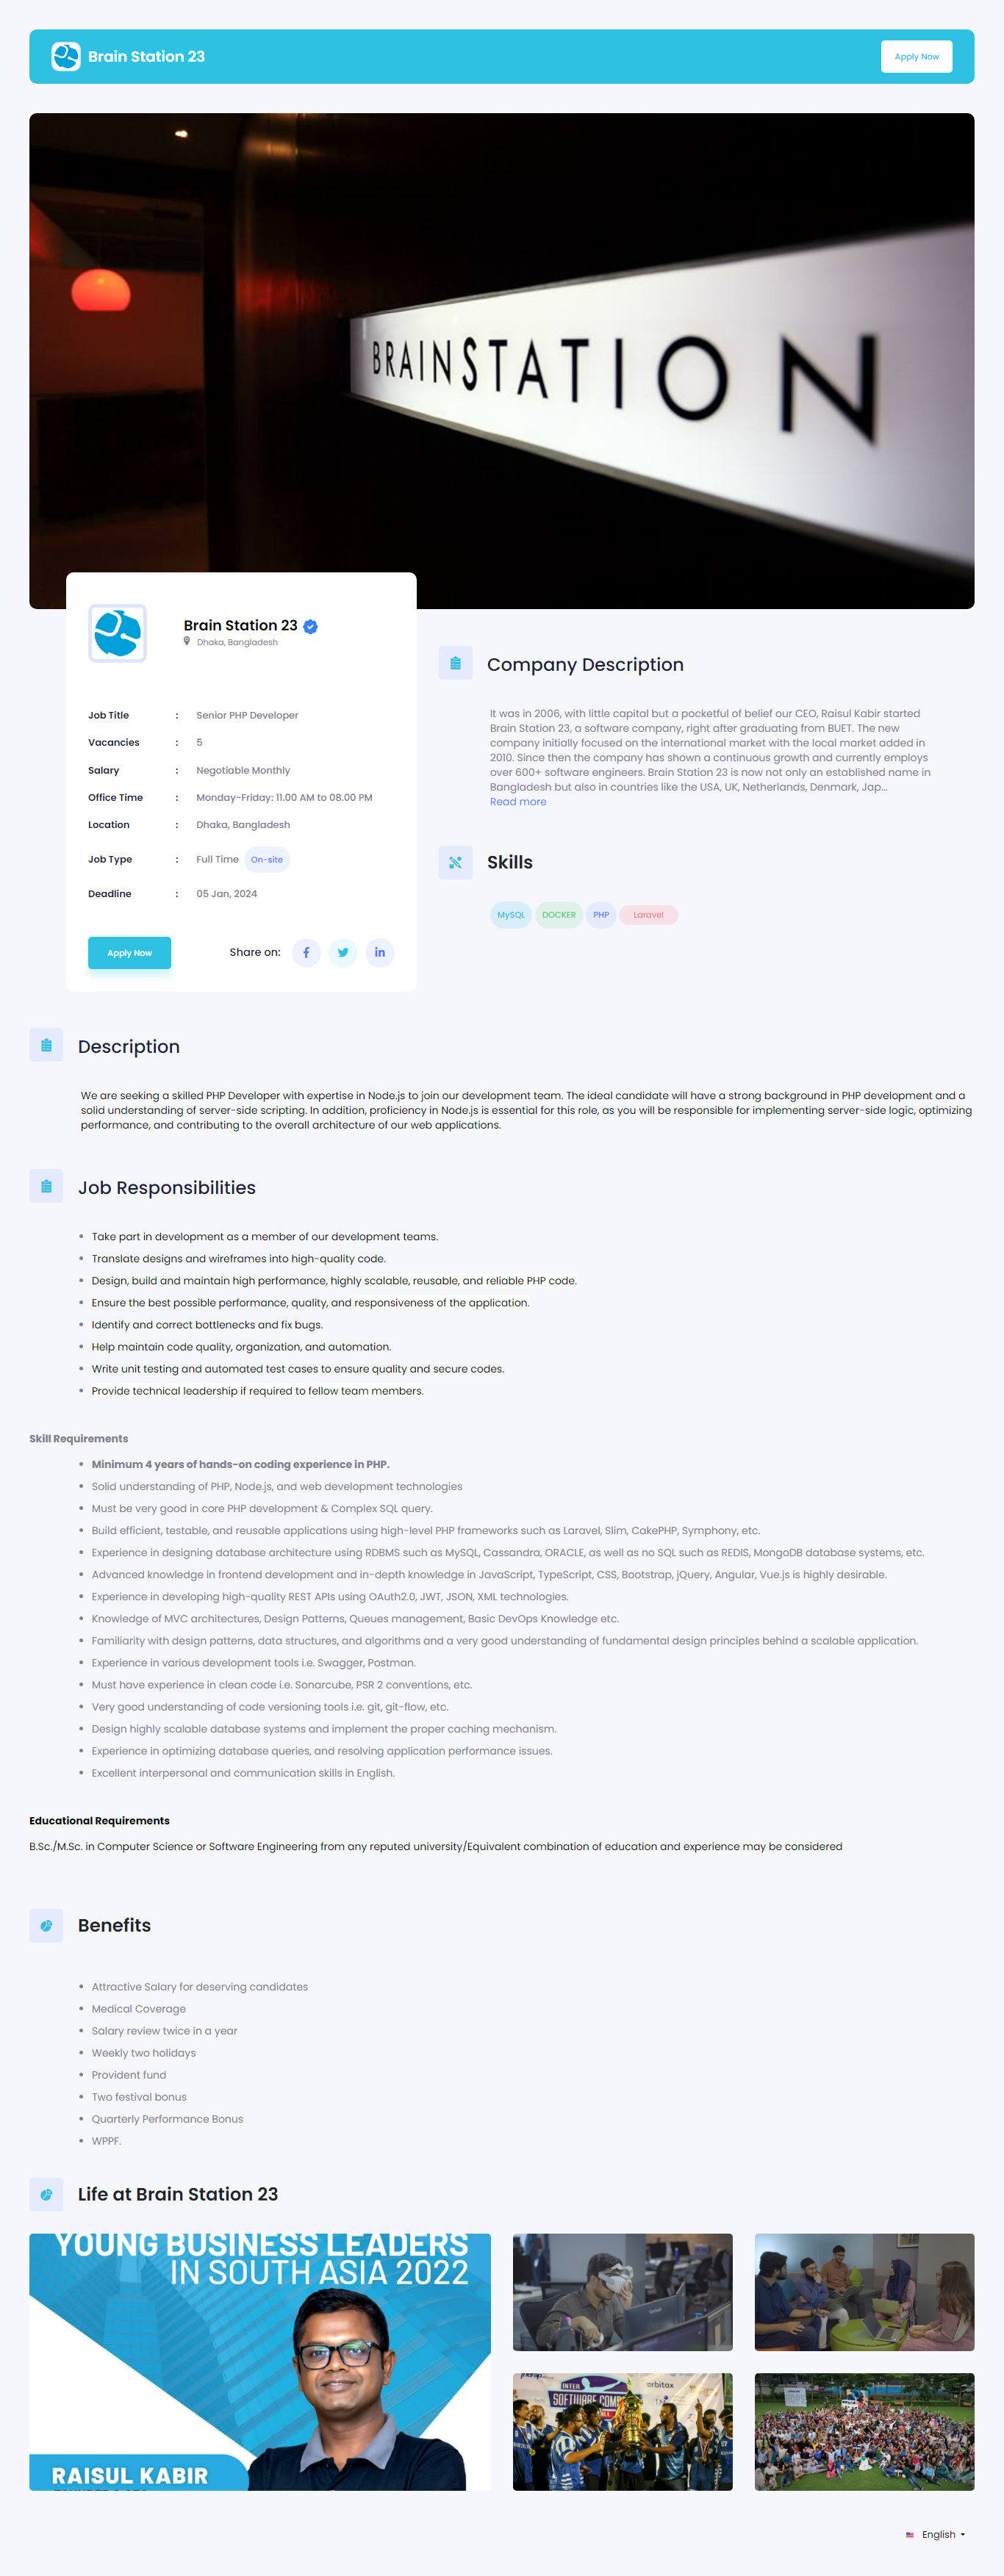 Brain Station 23
Apply Now
BRAINSTATION
Brain Station 23
Dhaka, Bangladesh
Job Title : Senior PHP Developer
Vacancies : 5
Salary : Negotiable Monthly
Office Time : Monday-Friday: 11.00 AM to 08.00 PM
Location : Dhaka, Bangladesh
Job Type : Full Time On-site
Deadline : 05 Jan, 2024
Apply Now Share on:
Company Description
It was in 2006, with little capital but a pocketful of belief our CEO, Raisul Kabir started
Brain Station 23, a software company, right after graduating from BUET. The new
company initially focused on the international market with the local market added in
2010. Since then the company has shown a continuous growth and currently employs
over 600+ software engineers. Brain Station 23 is now not only an established name in
Bangladesh but also in countries like the USA, UK, Netherlands, Denmark, Jap...
Read more
Skills
MySQL DOCKER PHP Laravel
Description
We are seeking a skilled PHP Developer with expertise in Node.js to join our development team. The ideal candidate will have a strong background in PHP development and a
solid understanding of server-side scripting. In addition, proficiency in Node.js is essential for this role, as you will be responsible for implementing server-side logic, optimizing
performance, and contributing to the overall architecture of our web applications.
Job Responsibilities
• Take part in development as a member of our development teams.
• Translate designs and wireframes into high-quality code.
• Design, build and maintain high performance, highly scalable, reusable, and reliable PHP code.
• Ensure the best possible performance, quality, and responsiveness of the application.
• Identify and correct bottlenecks and fix bugs.
• Help maintain code quality, organization, and automation.
• Write unit testing and automated test cases to ensure quality and secure codes.
• Provide technical leadership if required to fellow team members.
Skill Requirements
• Minimum 4 years of hands-on coding experience in PHP.
• Solid understanding of PHP, Node.js, and web development technologies
• Must be very good in core PHP development & Complex SQL query.
• Build efficient, testable, and reusable applications using high-level PHP frameworks such as Laravel, Slim, CakePHP, Symphony, etc.
• Experience in designing database architecture using RDBMS such as MySQL, Cassandra, ORACLE, as well as no SQL such as REDIS, MongoDB database systems, etc.
• Advanced knowledge in frontend development and in-depth knowledge in JavaScript, TypeScript, CSS, Bootstrap, jQuery, Angular, Vue.js is highly desirable.
• Experience in developing high-quality REST APIs using OAuth2.0, JWT, JSON, XML technologies.
• Knowledge of MVC architectures, Design Patterns, Queues management, Basic DevOps Knowledge etc.
• Familiarity with design patterns, data structures, and algorithms and a very good understanding of fundamental design principles behind a scalable application.
• Experience in various development tools i.e. Swagger, Postman.
• Must have experience in clean code i.e. Sonarcube, PSR 2 conventions, etc.
• Very good understanding of code versioning tools i.e. git, git-flow, etc.
• Design highly scalable database systems and implement the proper caching mechanism.
• Experience in optimizing database queries, and resolving application performance issues.
• Excellent interpersonal and communication skills in English.
Educational Requirements
B.Sc./M.Sc. in Computer Science or Software Engineering from any reputed university/Equivalent combination of education and experience may be considered
Benefits
• Attractive Salary for deserving candidates
• Medical Coverage
• Salary review twice in a year
• Weekly two holidays
• Provident fund
• Two festival bonus
• Quarterly Performance Bonus
• WPPF.
Life at Brain Station 23
YOUNG BUSINESS LEADERS
IN SOUTH ASIA 2022
RAISUL KABIR
INTER
SOFTWARE
orbitax
English